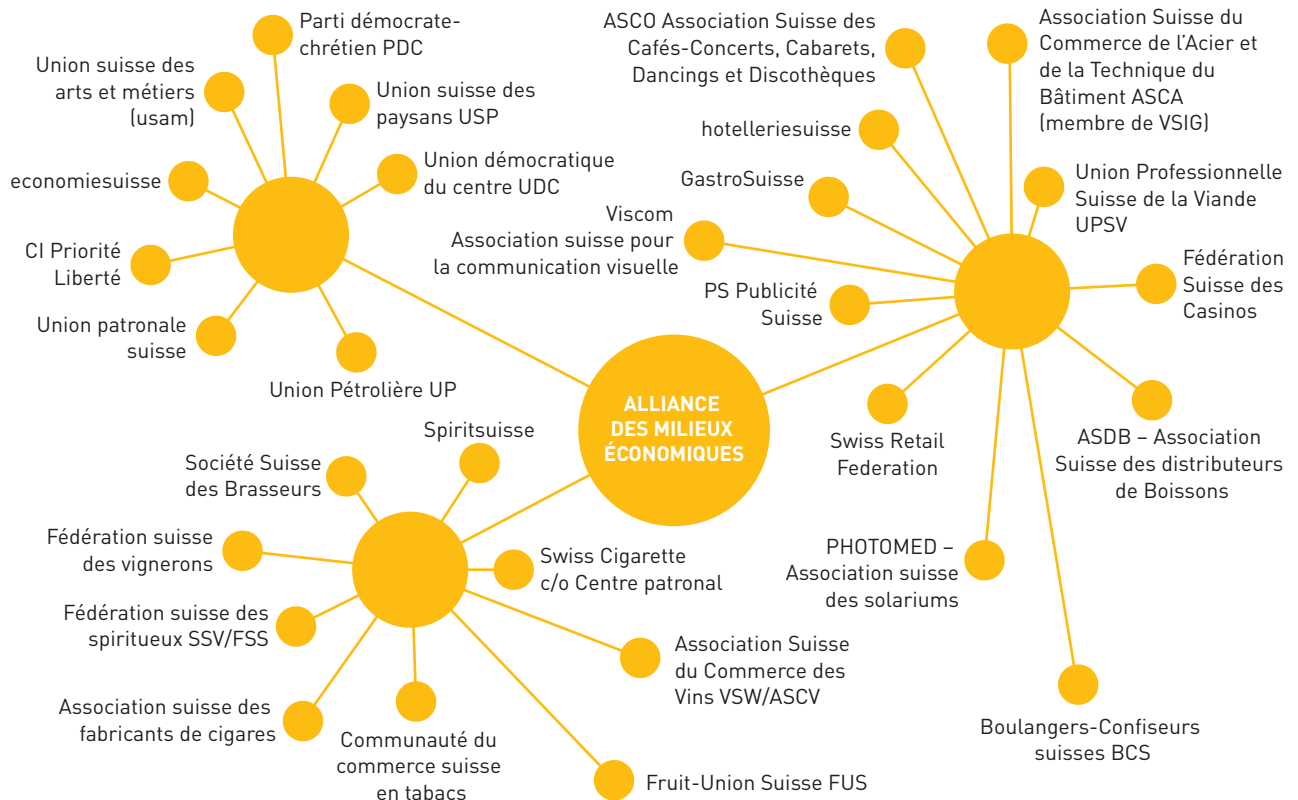 Parti démocrate-
chrétien PDC
Union suisse des
arts et métiers
(usam)
Union suisse des
paysans USP
economiesuisse
Union démocratique
du centre UDC
CI Priorité
Liberté
Union patronale
suisse
Union Pétrolière UP
ASCO Association Suisse des
Cafés-Concerts, Cabarets,
Dancings et Discothèques
Association Suisse du
Commerce de l’Acier et
de la Technique du
Bâtiment ASCA
(membre de VSIG)
hotelleriesuisse
GastroSuisse
Union Professionnelle
Suisse de la Viande
UPSV
Viscom
Association suisse pour
la communication visuelle
Fédération
Suisse des
Casinos
PS Publicité
Suisse
Swiss Retail
Federation
ASDB – Association
Suisse des distributeurs
de Boissons
PHOTOMED –
Association suisse
des solariums
Boulangers-Confiseurs
suisses BCS
ALLIANCE
DES MILIEUX
ÉCONOMIQUES
Spiritsuisse
Société Suisse
des Brasseurs
Fédération suisse
des vignerons
Swiss Cigarette
c/o Centre patronal
Fédération suisse des
spiritueux SSV/FSS
Association Suisse
du Commerce des
Vins VSW/ASCV
Association suisse des
fabricants de cigares
Communauté du
commerce suisse
en tabacs
Fruit-Union Suisse FUS